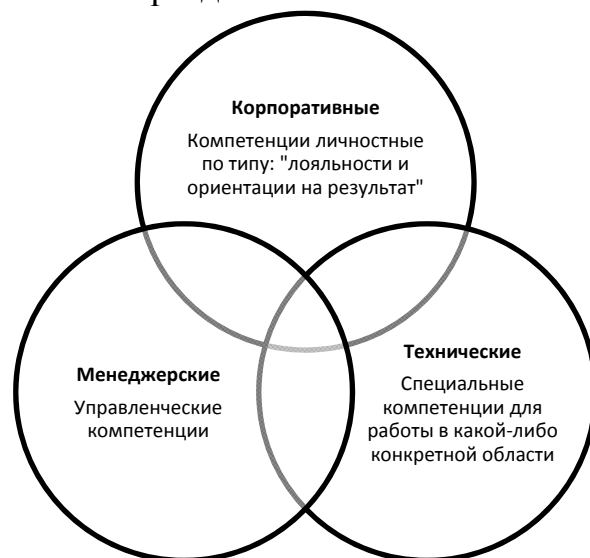 Корпоративные
Компетенции личностные
по типу: "лояльности и
ориентации на результат"
Менеджерские
Управленческие
компетенции
Технические
Специальные
компетенции для
работы в какой-либо
конкретной области